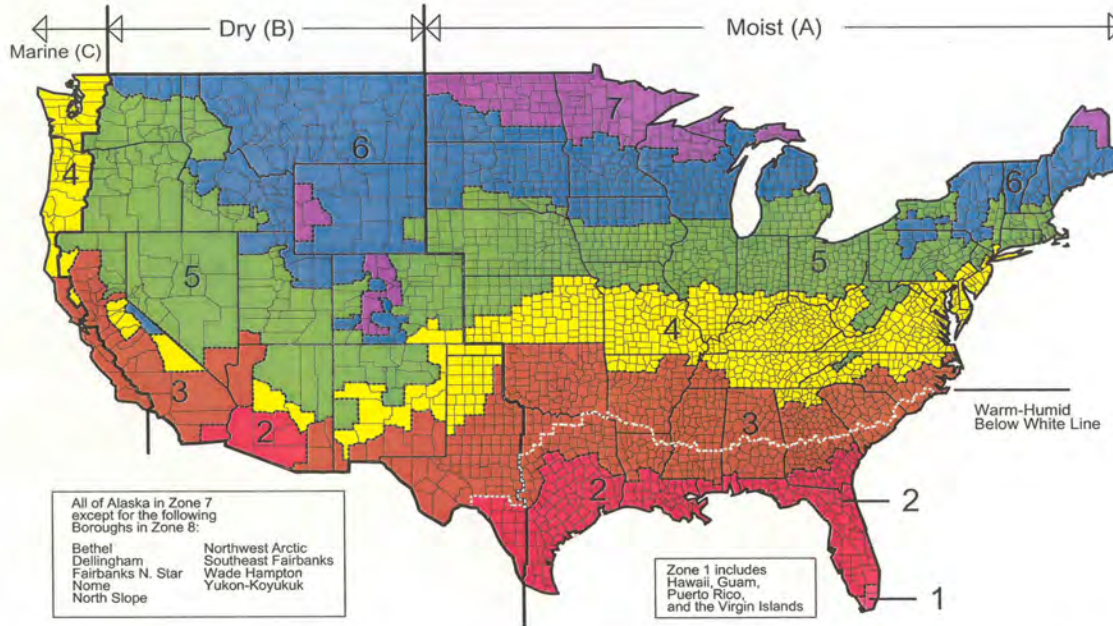 Marine (C)
Dry (B)
Moist (A)
7
6
6
4
5
5
4
3
3
2
2
Warm-Humid
Below White Line
2
1
All of Alaska in Zone 7
except for the following
Boroughs in Zone 8:
Bethel
Dellingham
Fairbanks N. Star
Nome
North Slope
Northwest Arctic
Southeast Fairbanks
Wade Hampton
Yukon-Koyukuk
Zone 1 includes
Hawaii, Guam,
Puerto Rico,
and the Virgin Islands